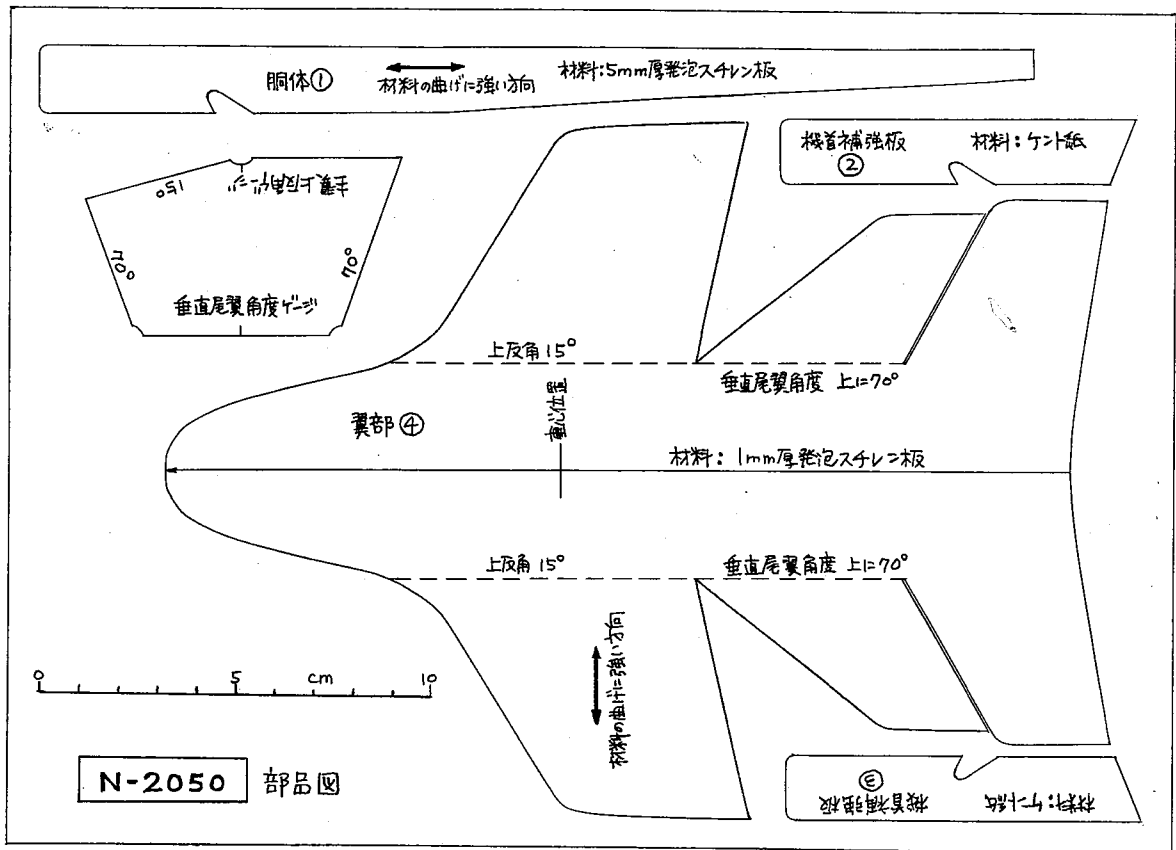 胴体①
材料の曲げに強い方向
材料:5mm厚発泡スチレン板
機首補強板
②
材料:ケント紙
主翼上反角ゲージ
15°
70°
70°
垂直尾翼角度ゲージ
上反角15°
垂直尾翼角度 上に70°
重心位置
翼部④
材料:1mm厚発泡スチレン板
上反角15°
垂直尾翼角度 上に70°
材料の曲げに強い方向
0 5 cm 10
N-2050 部品図
③
機首補強板
材料:ケント紙